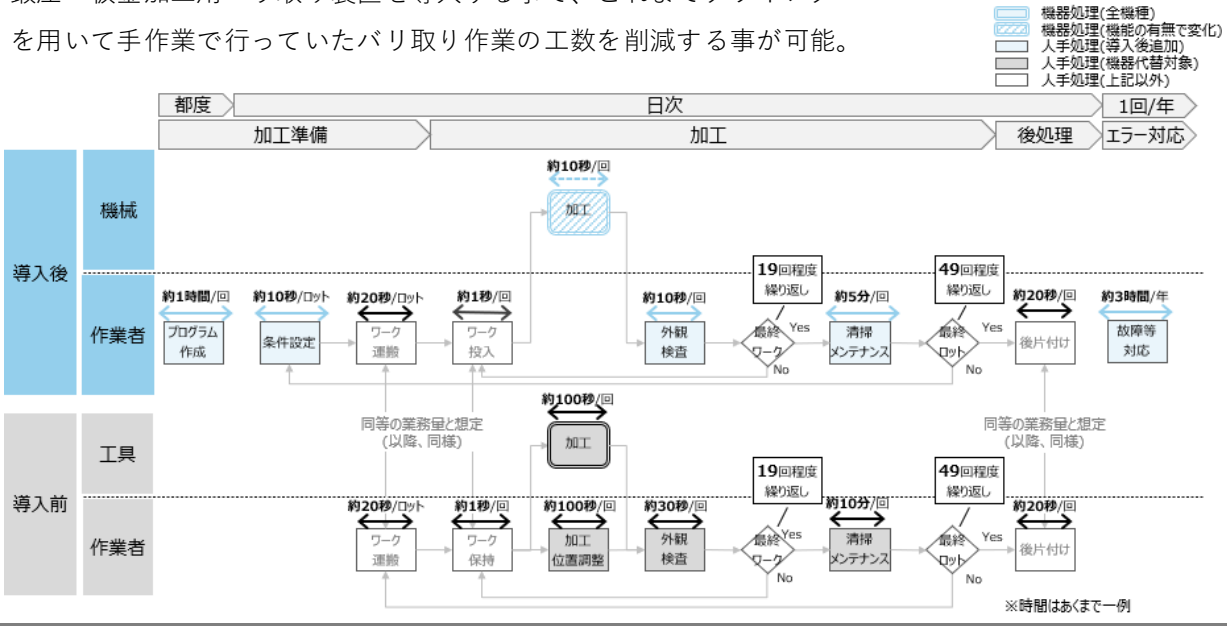 を用いて手作業で行っていたバリ取り作業の工数を削減する事が可能。
機器処理(全機種)
機器処理(機能の有無で変化)
人手処理(導入後追加)
人手処理(機器代替対象)
人手処理(上記以外)
都度
日次
1回/年
加工準備
加工
後処理
エラー対応
導入後
機械
約10秒/回
加工
作業者
約1時間/回
プログラム
作成
約10秒/ロット
条件設定
約20秒/ロット
ワーク
運搬
約1秒/回
ワーク
投入
約10秒/回
外観
検査
19回程度
繰り返し
最終
ワーク
Yes
No
約5分/回
清掃
メンテナンス
49回程度
繰り返し
最終
ロット
Yes
No
約20秒/回
後片付け
約3時間/年
故障等
対応
同等の業務量と想定
(以降、同様)
同等の業務量と想定
(以降、同様)
導入前
工具
約100秒/回
加工
作業者
約20秒/ロット
ワーク
運搬
約1秒/回
ワーク
保持
約100秒/回
加工
位置調整
約30秒/回
外観
検査
19回程度
繰り返し
最終
ワーク
Yes
No
約10分/回
清掃
メンテナンス
49回程度
繰り返し
最終
ロット
Yes
No
約20秒/回
後片付け
※時間はあくまで一例